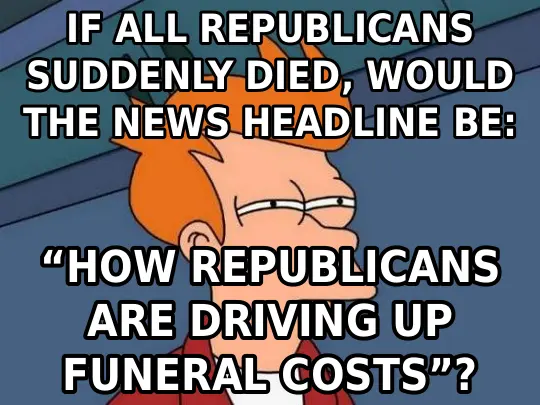 IF ALL REPUBLICANS
SUDDENLY DIED, WOULD
THE NEWS HEADLINE BE:
“HOW REPUBLICANS
ARE DRIVING UP
FUNERAL COSTS”?